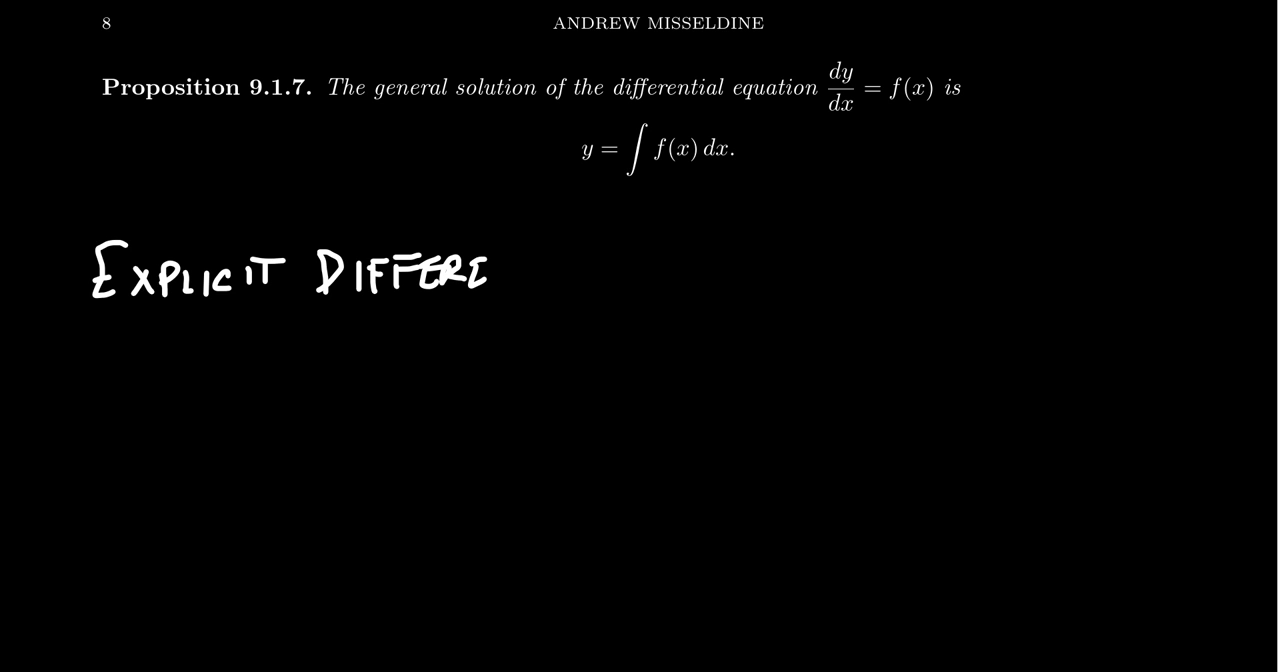 8
ANDREW MISSELDINE
Proposition 9.1.7. The general solution of the differential equation dy/dx = f(x) is
y = ∫ f(x) dx.
EXPLICIT DIFFERE